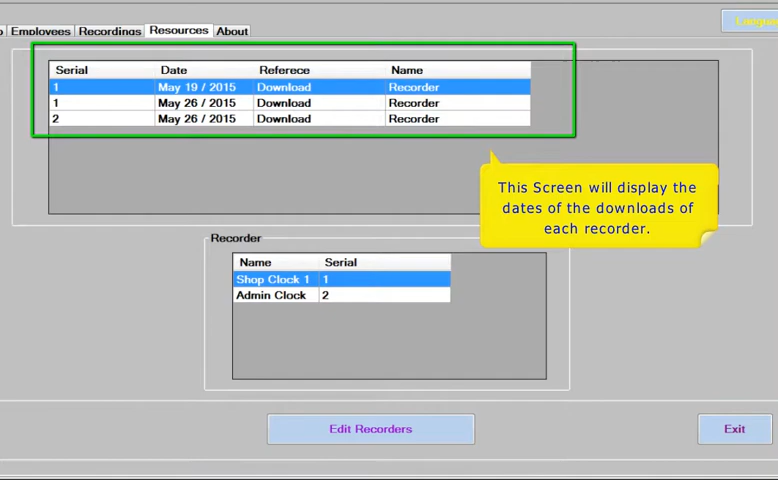 Langua
Employees Recordings Resources About
Serial Date Referece Name
1 May 19 / 2015 Download Recorder
1 May 26 / 2015 Download Recorder
2 May 26 / 2015 Download Recorder
This Screen will display the
dates of the downloads of
each recorder.
Recorder
Name Serial
Shop Clock 1 1
Admin Clock 2
Edit Recorders Exit